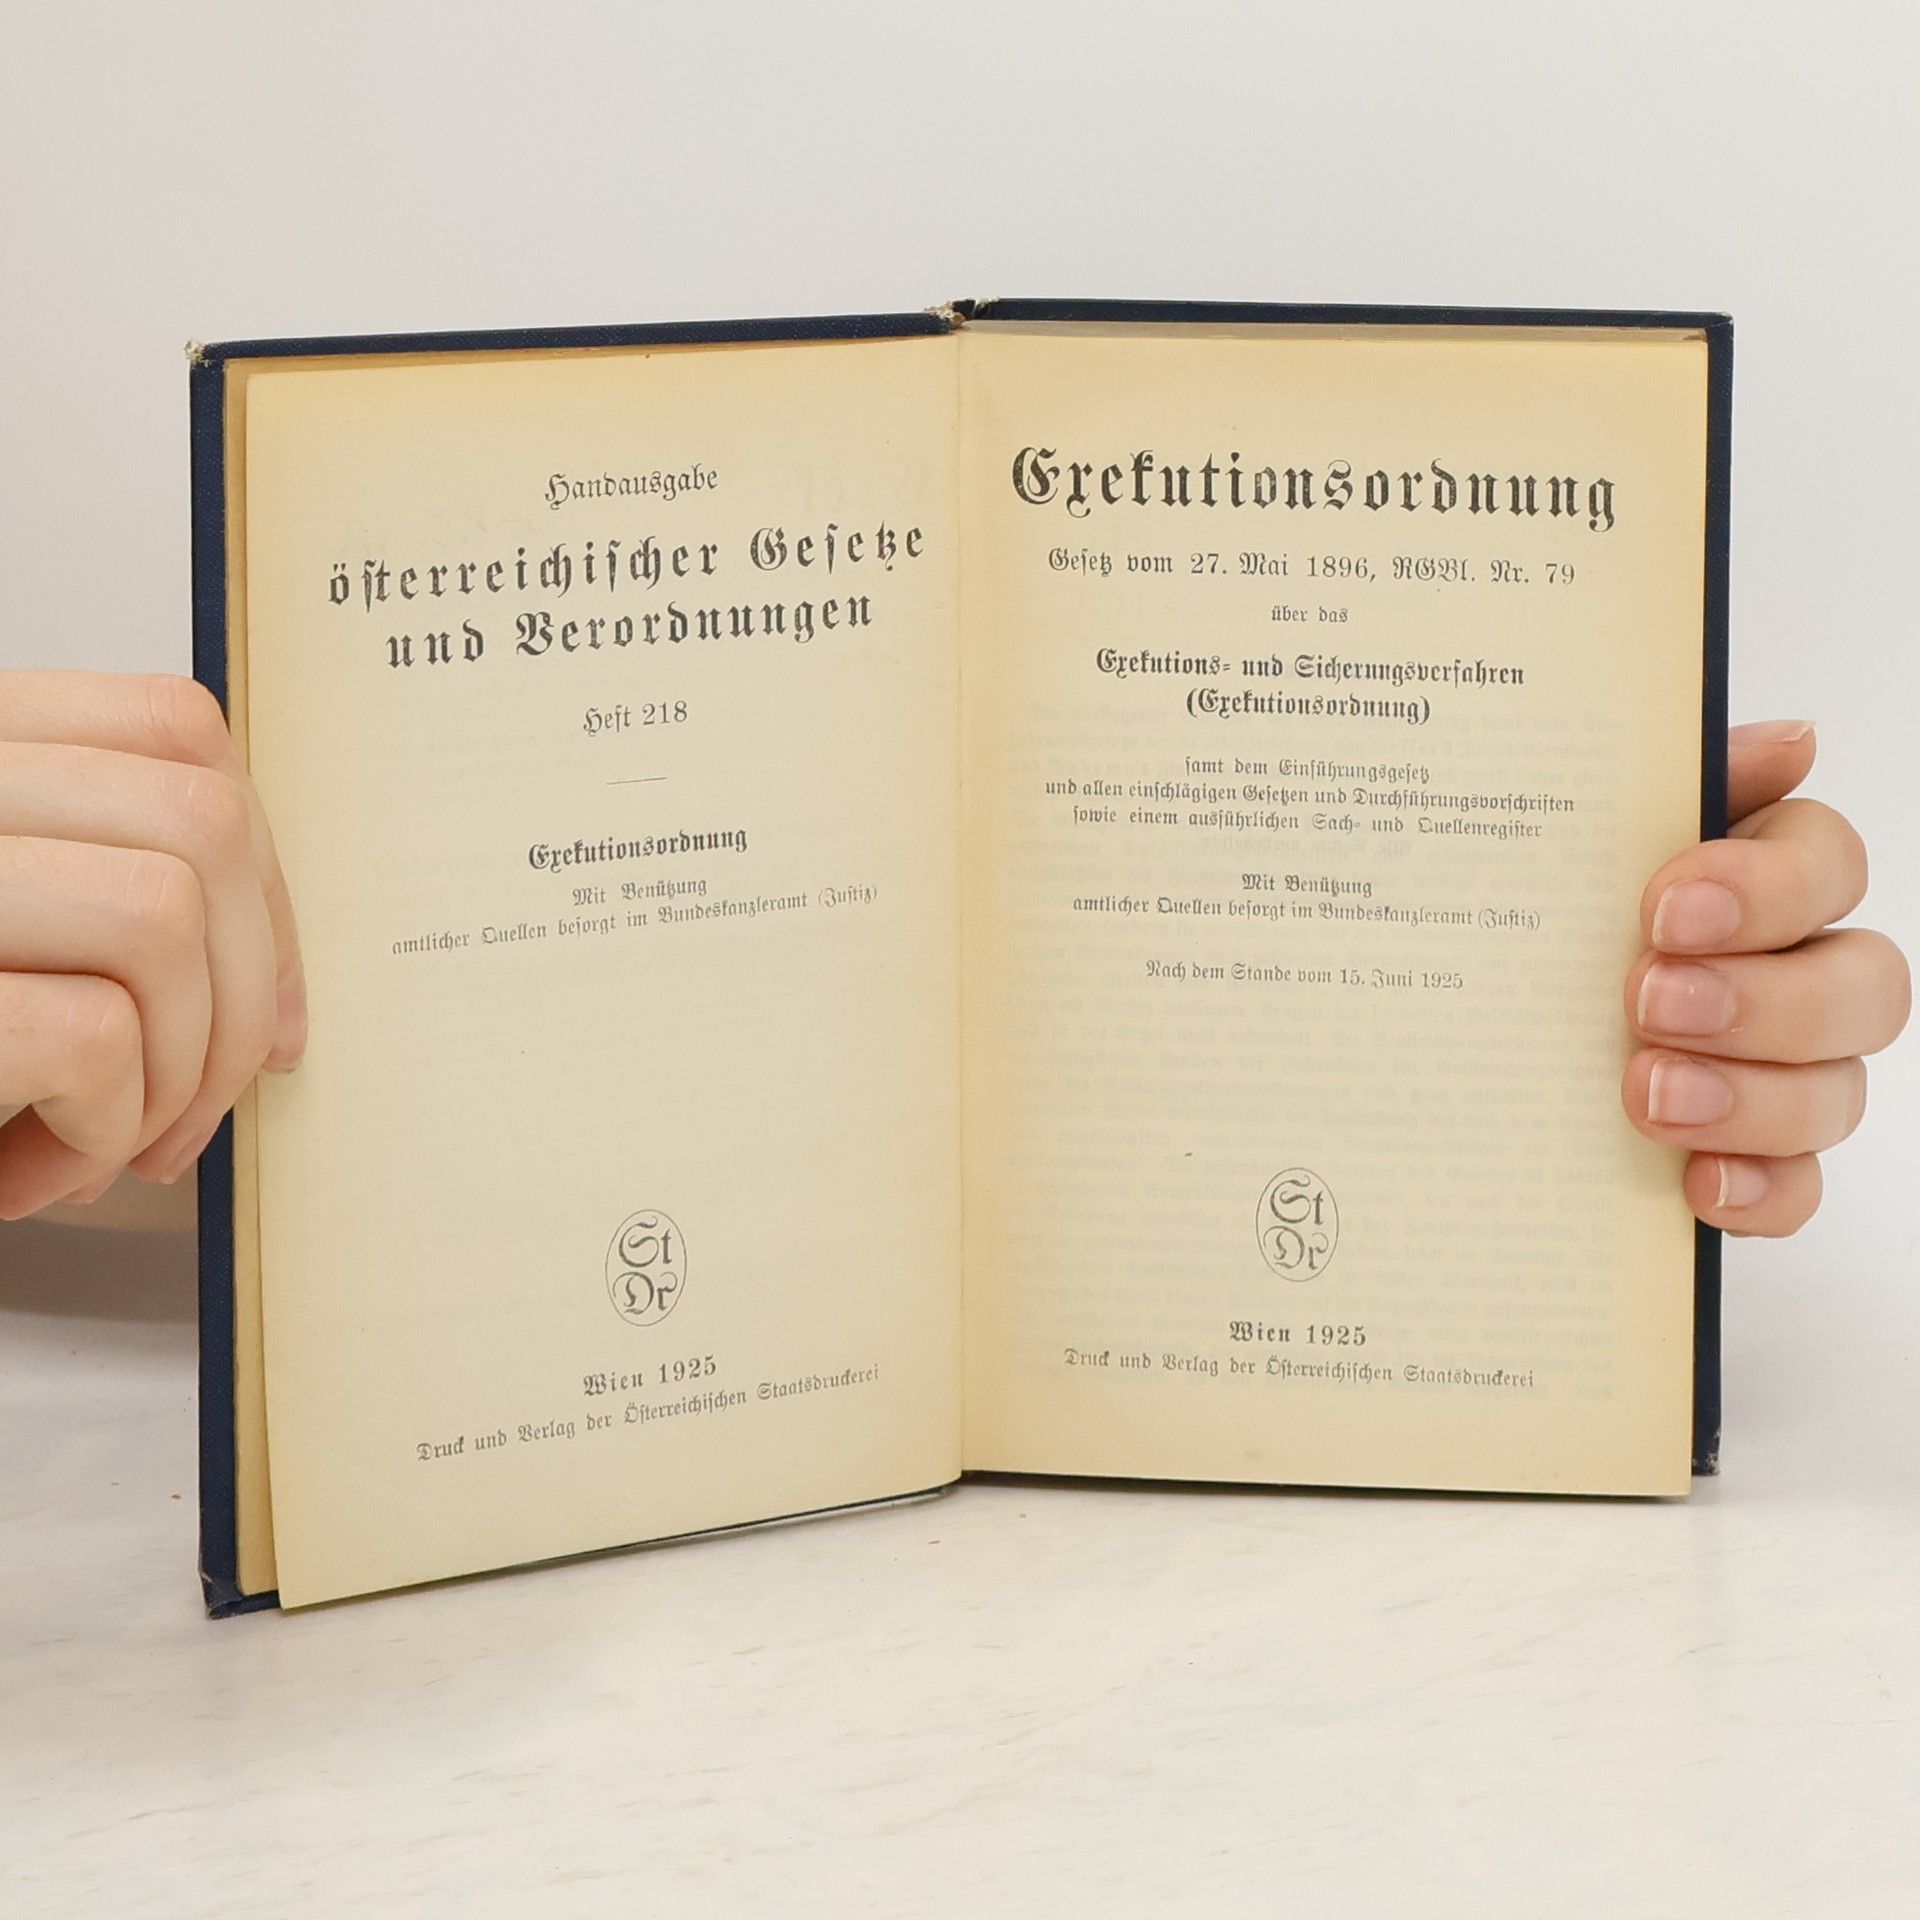 Handausgabe
österreichischer Gesetze
und Verordnungen
Heft 218
Exekutionsordnung
Mit Benützung
amtlicher Quellen besorgt im Bundeskanzleramt (Justiz)
St
Dr
Wien 1925
Druck und Verlag der Österreichischen Staatsdruckerei
Exekutionsordnung
Gesetz vom 27. Mai 1896, RGBl. Nr. 79
über das
Exekutions- und Sicherungsverfahren
(Exekutionsordnung)
samt dem Einführungsgesetz
und allen einschlägigen Gesetzen und Durchführungsvorschriften
sowie einem ausführlichen Sach- und Quellenregister
Mit Benützung
amtlicher Quellen besorgt im Bundeskanzleramt (Justiz)
Nach dem Stande vom 15. Juni 1925
St
Dr
Wien 1925
Druck und Verlag der Österreichischen Staatsdruckerei